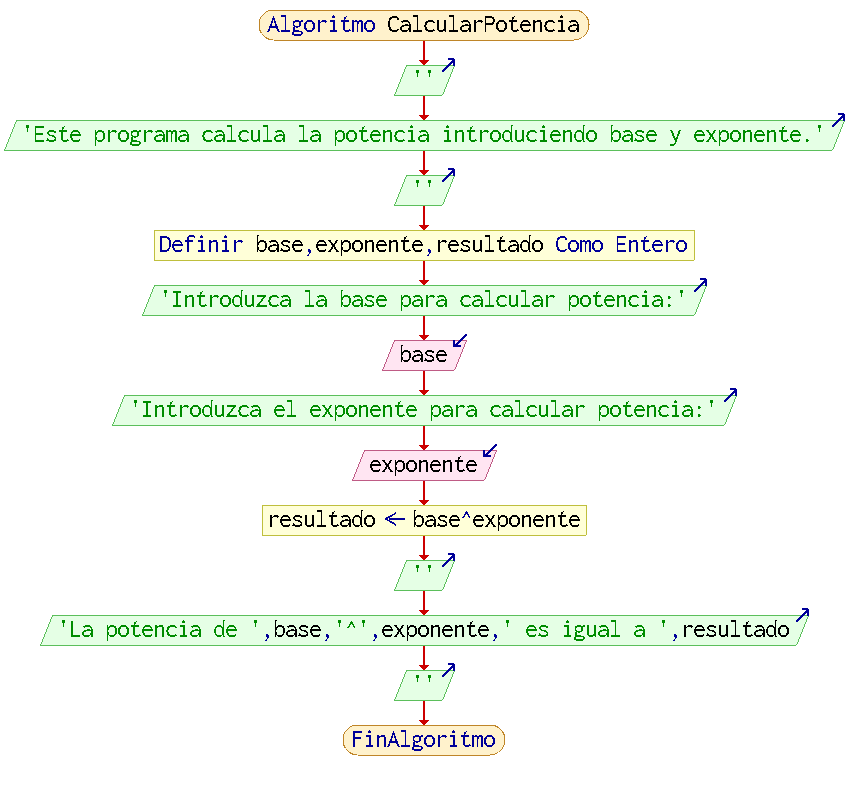 Algoritmo CalcularPotencia
''
'Este programa calcula la potencia introduciendo base y exponente.'
''
Definir base,exponente,resultado Como Entero
'Introduzca la base para calcular potencia:'
base
'Introduzca el exponente para calcular potencia:'
exponente
resultado ← base^exponente
''
'La potencia de ',base,'^',exponente,' es igual a ',resultado
''
FinAlgoritmo